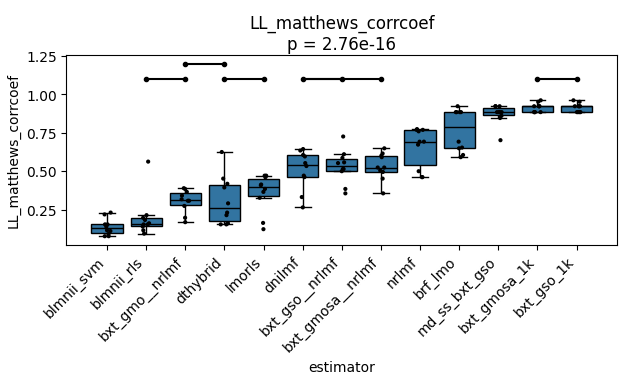 LL_matthews_corrcoef
p = 2.76e-16
LL_matthews_corrcoef
1.25
1.00
0.75
0.50
0.25
blmnii_svm
blmnii_rls
bxt_gmo__nrlmf
dthybrid
lmorls
dnilmf
bxt_gso__nrlmf
bxt_gmosa__nrlmf
nrlmf
brf_lmo
md_ss_bxt_gso
bxt_gmosa_1k
bxt_gso_1k
estimator